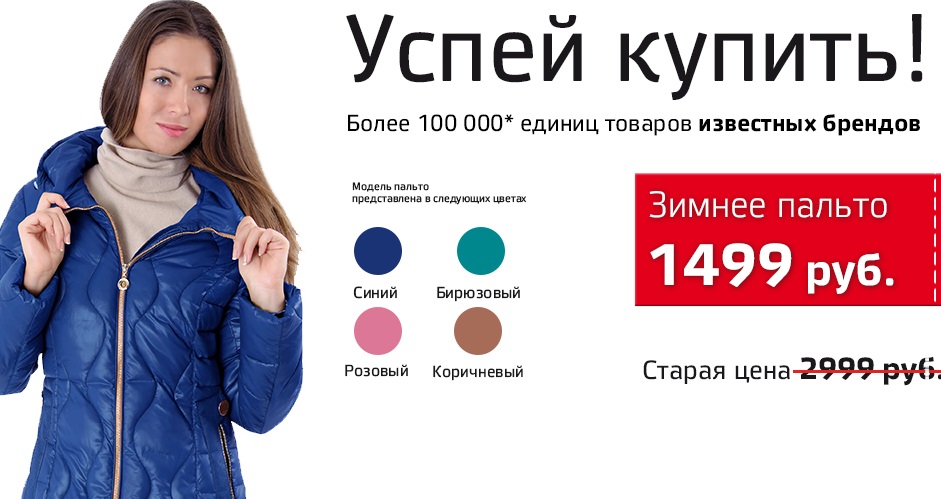 Успей купить!
Более 100 000* единиц товаров известных брендов
Модель пальто
представлена в следующих цветах
Синий
Бирюзовый
Розовый
Коричневый
Зимнее пальто
1499 руб.
Старая цена 2999 руб.